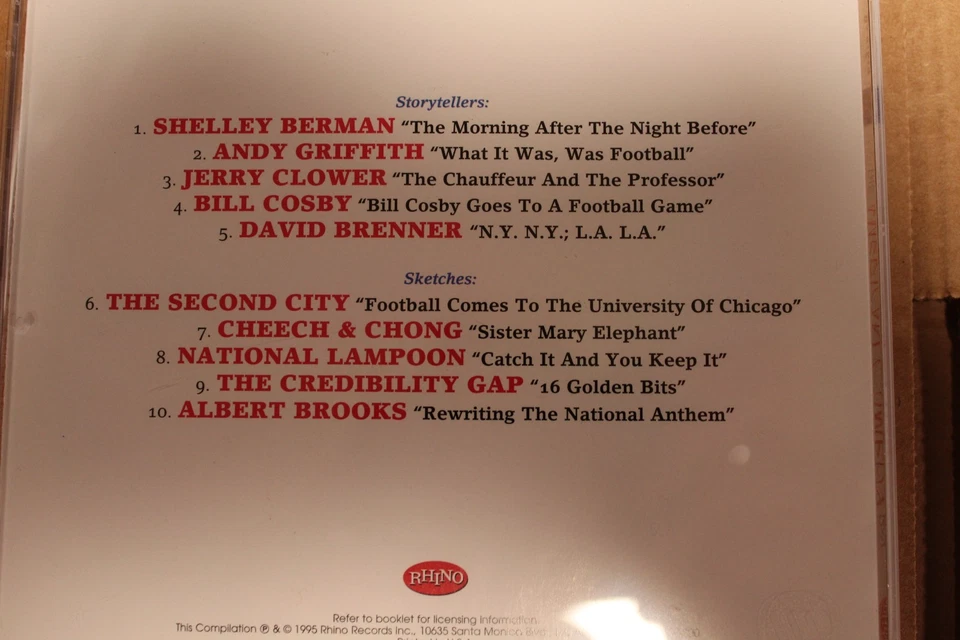 Storytellers:
1. SHELLEY BERMAN “The Morning After The Night Before”
2. ANDY GRIFFITH “What It Was, Was Football”
3. JERRY CLOWER “The Chauffeur And The Professor”
4. BILL COSBY “Bill Cosby Goes To A Football Game”
5. DAVID BRENNER “N.Y. N.Y.; L.A. L.A.”
Sketches:
6. THE SECOND CITY “Football Comes To The University Of Chicago”
7. CHEECH & CHONG “Sister Mary Elephant”
8. NATIONAL LAMPOON “Catch It And You Keep It”
9. THE CREDIBILITY GAP “16 Golden Bits”
10. ALBERT BROOKS “Rewriting The National Anthem”
RHINO
Refer to booklet for licensing information.
This Compilation ℗ & © 1995 Rhino Records Inc., 10635 Santa Monica